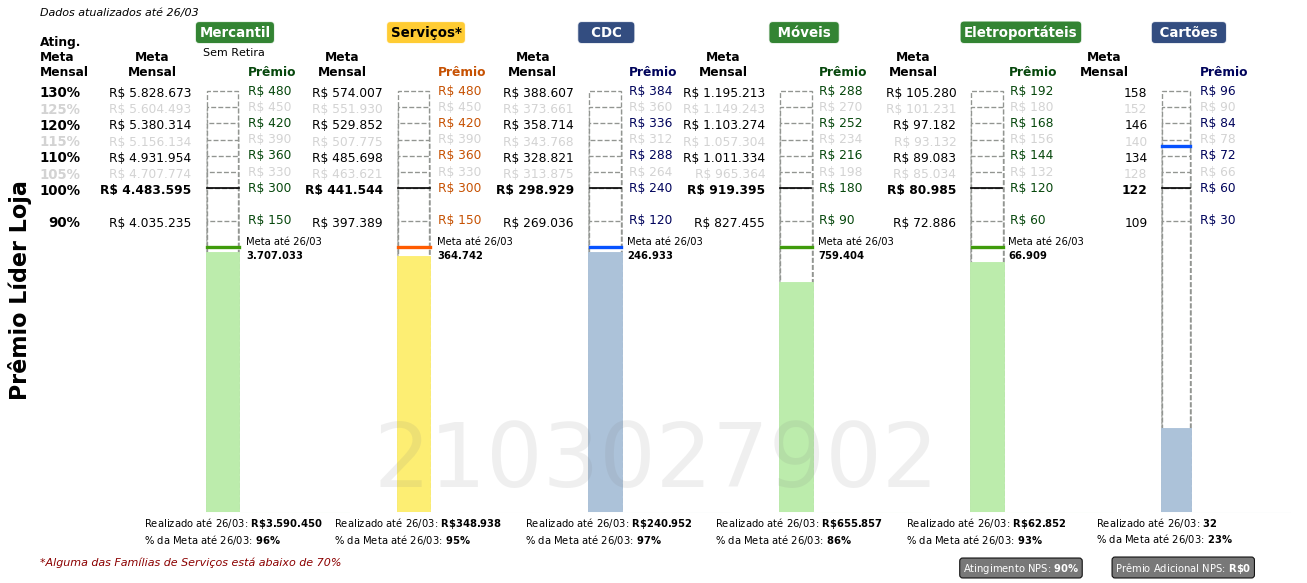 Dados atualizados até 26/03
Mercantil Serviços* CDC Móveis Eletroportáteis Cartões
Sem Retira
Ating. Meta Mensal Meta Mensal Prêmio Meta Mensal Prêmio Meta Mensal Prêmio Meta Mensal Prêmio Meta Mensal Prêmio Meta Mensal Prêmio
130% R$ 5.828.673 R$ 480 R$ 574.007 R$ 480 R$ 388.607 R$ 384 R$ 1.195.213 R$ 288 R$ 105.280 R$ 192 158 R$ 96
125% R$ 5.604.493 R$ 450 R$ 551.930 R$ 450 R$ 373.661 R$ 360 R$ 1.149.243 R$ 270 R$ 101.231 R$ 180 152 R$ 90
120% R$ 5.380.314 R$ 420 R$ 529.852 R$ 420 R$ 358.714 R$ 336 R$ 1.103.274 R$ 252 R$ 97.182 R$ 168 146 R$ 84
115% R$ 5.156.134 R$ 390 R$ 507.775 R$ 390 R$ 343.768 R$ 312 R$ 1.057.304 R$ 234 R$ 93.132 R$ 156 140 R$ 78
110% R$ 4.931.954 R$ 360 R$ 485.698 R$ 360 R$ 328.821 R$ 288 R$ 1.011.334 R$ 216 R$ 89.083 R$ 144 134 R$ 72
105% R$ 4.707.774 R$ 330 R$ 463.621 R$ 330 R$ 313.875 R$ 264 R$ 965.364 R$ 198 R$ 85.034 R$ 132 128 R$ 66
100% R$ 4.483.595 R$ 300 R$ 441.544 R$ 300 R$ 298.929 R$ 240 R$ 919.395 R$ 180 R$ 80.985 R$ 120 122 R$ 60
90% R$ 4.035.235 R$ 150 R$ 397.389 R$ 150 R$ 269.036 R$ 120 R$ 827.455 R$ 90 R$ 72.886 R$ 60 109 R$ 30
Meta até 26/03 Meta até 26/03 Meta até 26/03 Meta até 26/03 Meta até 26/03
3.707.033 364.742 246.933 759.404 66.909
Prêmio Líder Loja
2103027902
Realizado até 26/03: R$3.590.450 Realizado até 26/03: R$348.938 Realizado até 26/03: R$240.952 Realizado até 26/03: R$655.857 Realizado até 26/03: R$62.852 Realizado até 26/03: 32
% da Meta até 26/03: 96% % da Meta até 26/03: 95% % da Meta até 26/03: 97% % da Meta até 26/03: 86% % da Meta até 26/03: 93% % da Meta até 26/03: 23%
*Alguma das Famílias de Serviços está abaixo de 70% Atingimento NPS: 90% Prêmio Adicional NPS: R$0